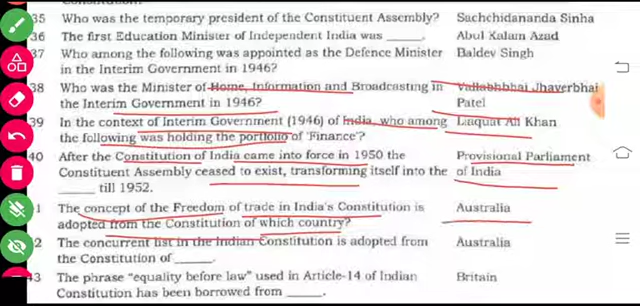 35 Who was the temporary president of the Constituent Assembly? Sachchidananda Sinha
36 The first Education Minister of Independent India was _____. Abul Kalam Azad
37 Who among the following was appointed as the Defence Minister Baldev Singh
in the Interim Government in 1946?
38 Who was the Minister of Home, Information and Broadcasting in Vallabhbhai Jhaverbhai
the Interim Government in 1946? Patel
39 In the context of Interim Government (1946) of India, who among Liaquat Ali Khan
the following was holding the portfolio of 'Finance'?
40 After the Constitution of India came into force in 1950 the Provisional Parliament
Constituent Assembly ceased to exist, transforming itself into the of India
_____ till 1952.
1 The concept of the Freedom of trade in India's Constitution is Australia
adopted from the Constitution of which country?
2 The concurrent list in the Indian Constitution is adopted from Australia
the Constitution of _____.
43 The phrase "equality before law" used in Article-14 of Indian Britain
Constitution has been borrowed from _____.